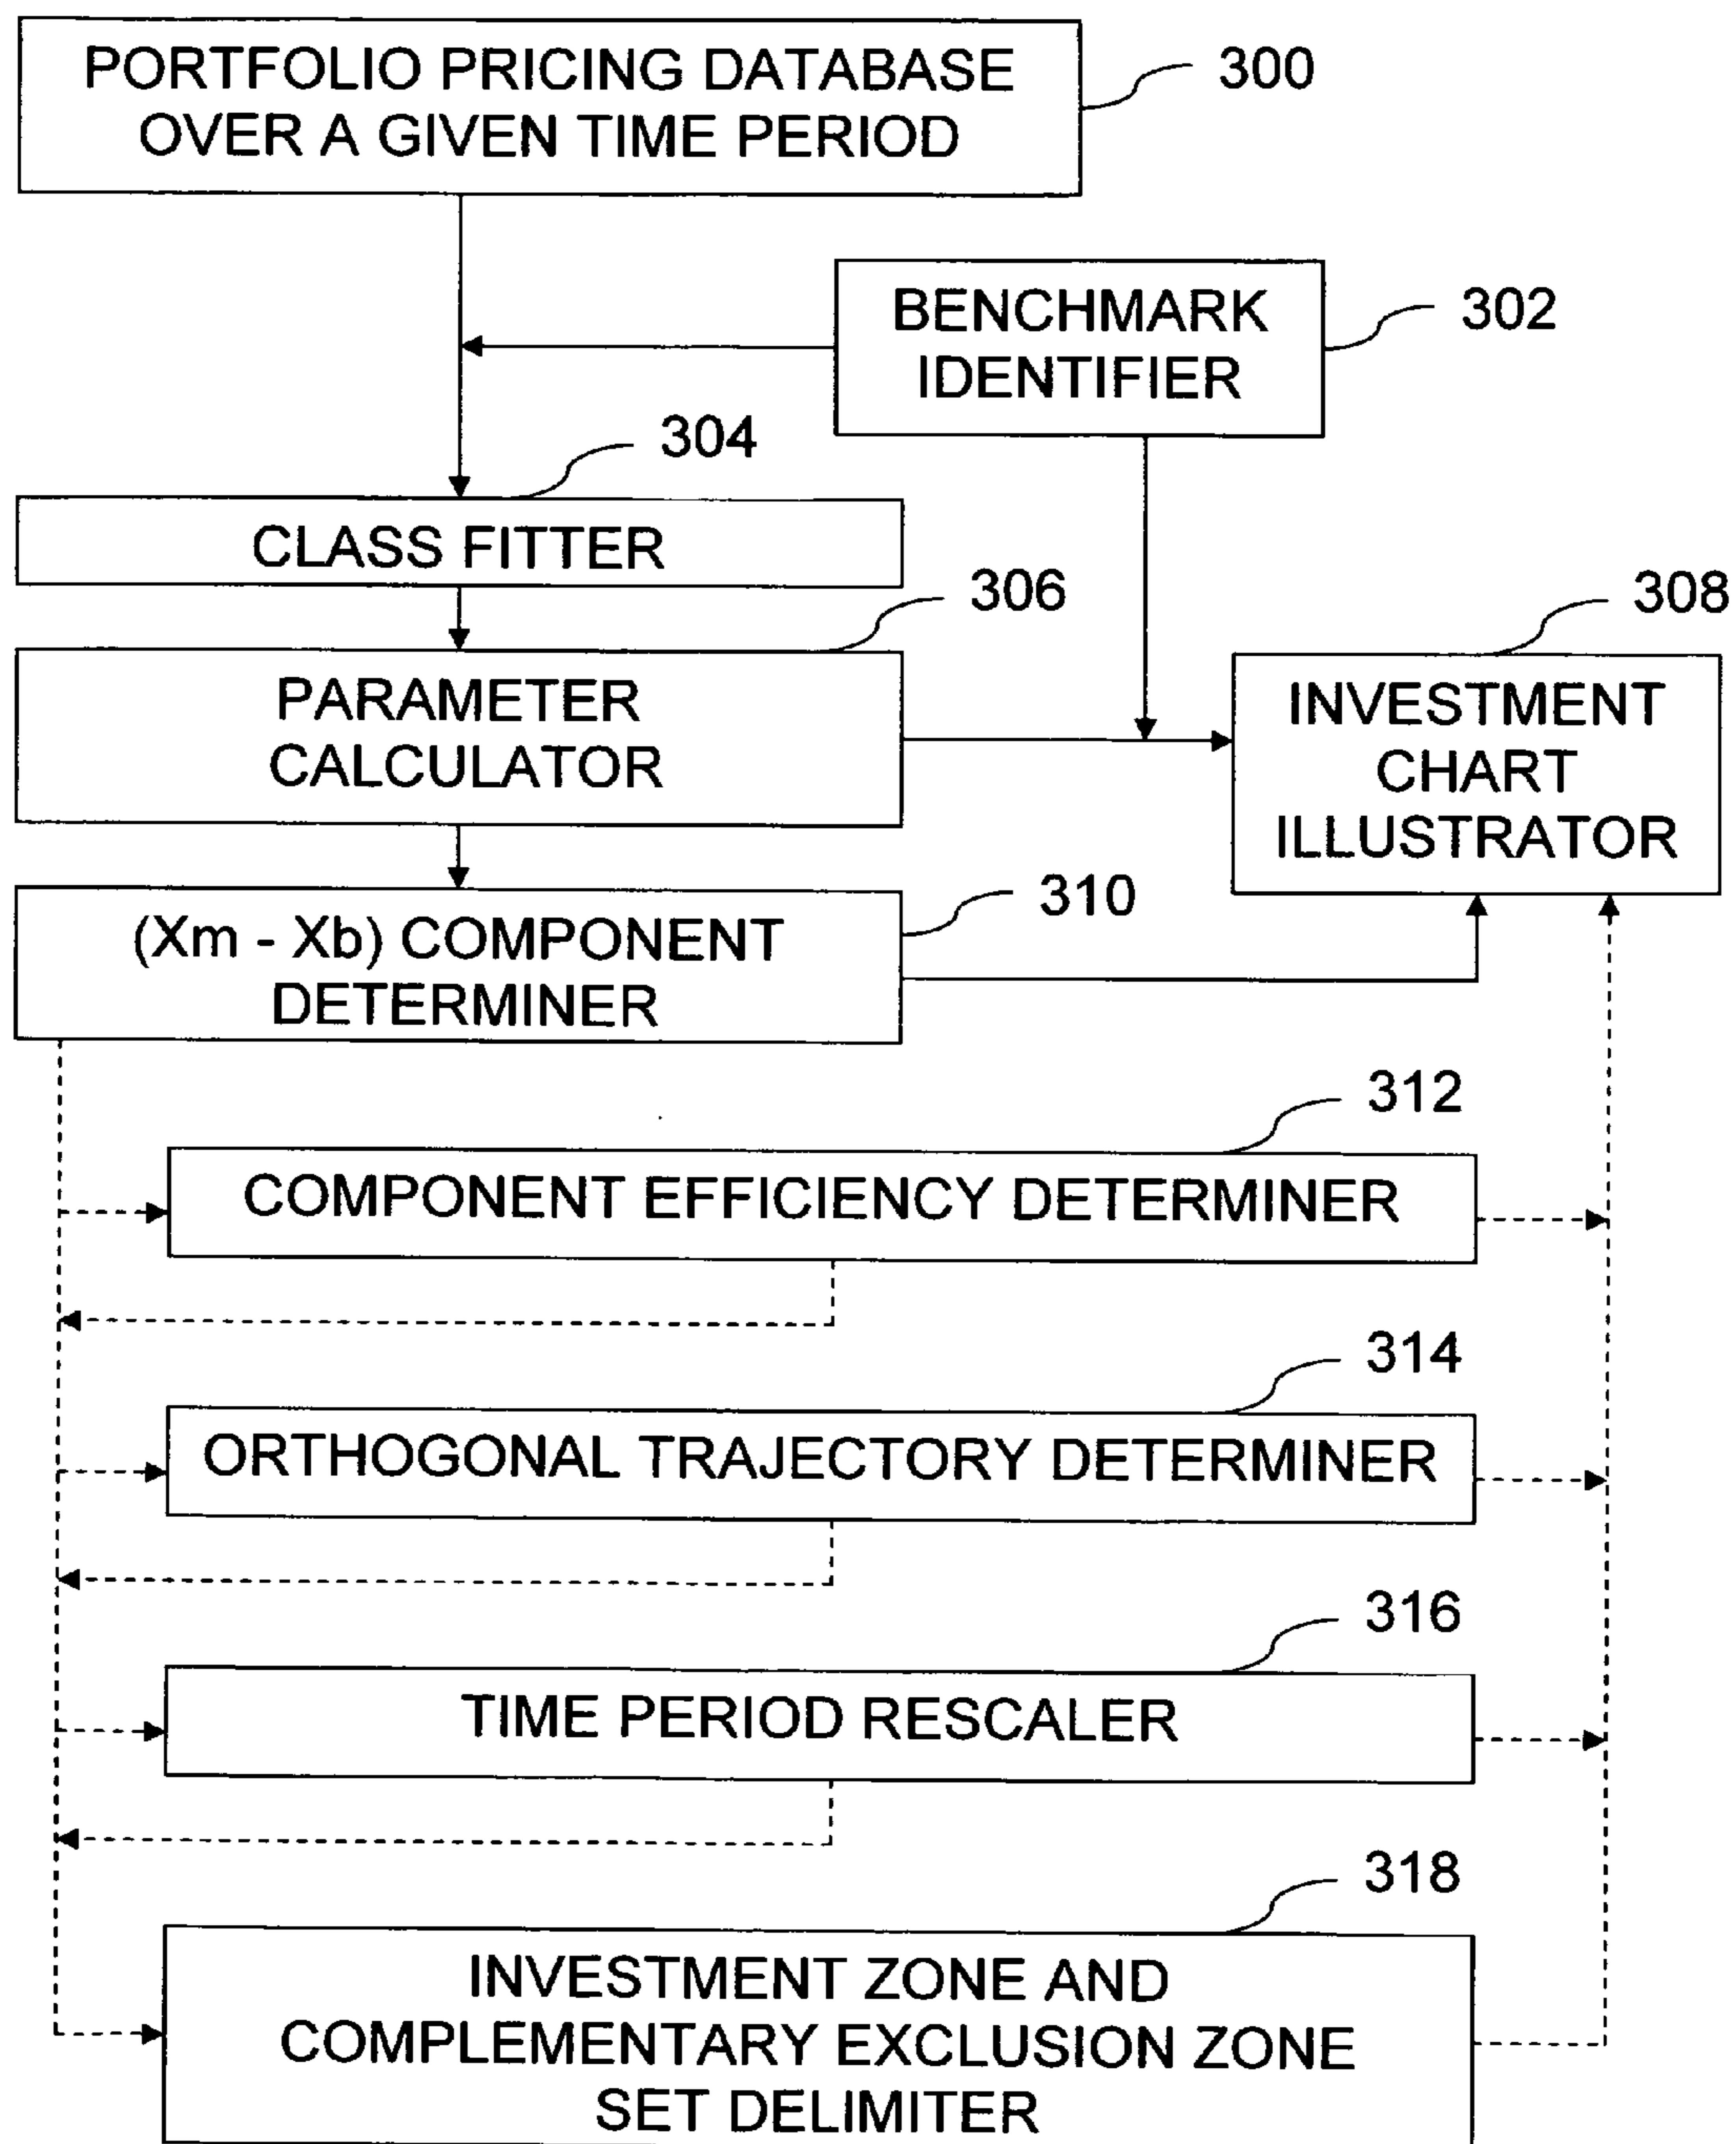 PORTFOLIO PRICING DATABASE
OVER A GIVEN TIME PERIOD
300
BENCHMARK
IDENTIFIER
302
304
CLASS FITTER
306
308
PARAMETER
CALCULATOR
INVESTMENT
CHART
ILLUSTRATOR
310
(Xm - Xb) COMPONENT
DETERMINER
312
COMPONENT EFFICIENCY DETERMINER
314
ORTHOGONAL TRAJECTORY DETERMINER
316
TIME PERIOD RESCALER
318
INVESTMENT ZONE AND
COMPLEMENTARY EXCLUSION ZONE
SET DELIMITER